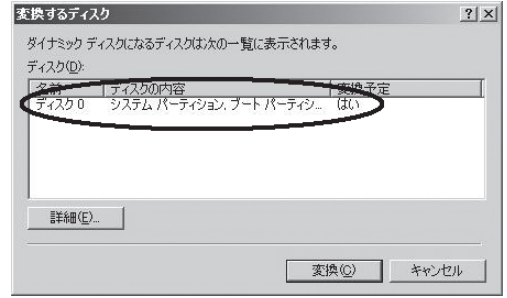 変換するディスク
ダイナミック ディスクになるディスクは次の一覧に表示されます。
ディスク(D):
名前 ディスクの内容 変換予定
ディスク 0 システム パーティション, ブート パーティシ... はい
詳細(E)...
変換(C) キャンセル